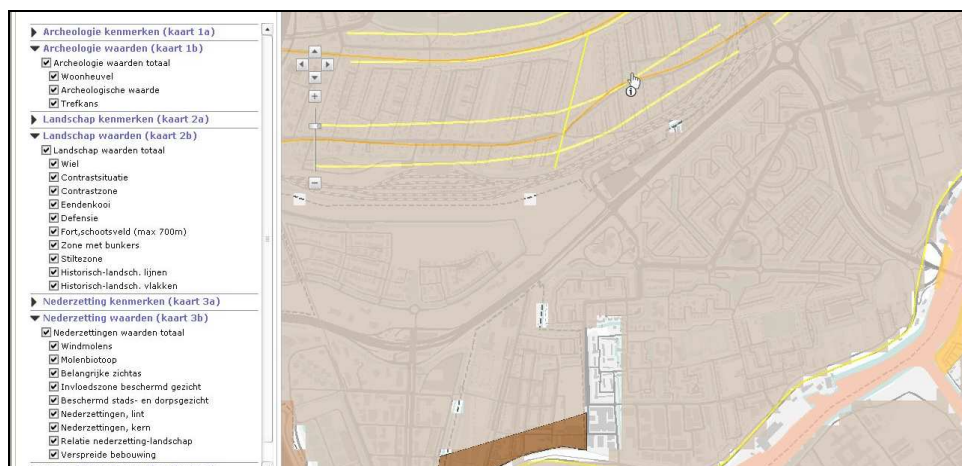 Archeologie kenmerken (kaart 1a)
Archeologie waarden (kaart 1b)
Archeologie waarden totaal
Woonheuvel
Archeologische waarde
Trefkans
Landschap kenmerken (kaart 2a)
Landschap waarden (kaart 2b)
Landschap waarden totaal
Wiel
Contrastsituatie
Contrastzone
Eendenkooi
Defensie
Fort,schootsveld (max 700m)
Zone met bunkers
Stiltezone
Historisch-landsch. lijnen
Historisch-landsch. vlakken
Nederzetting kenmerken (kaart 3a)
Nederzetting waarden (kaart 3b)
Nederzettingen waarden totaal
Windmolens
Molenbiotoop
Belangrijke zichtas
Invloedszone beschermd gezicht
Beschermd stads- en dorpsgezicht
Nederzettingen, lint
Nederzettingen, kern
Relatie nederzetting-landschap
Verspreide bebouwing